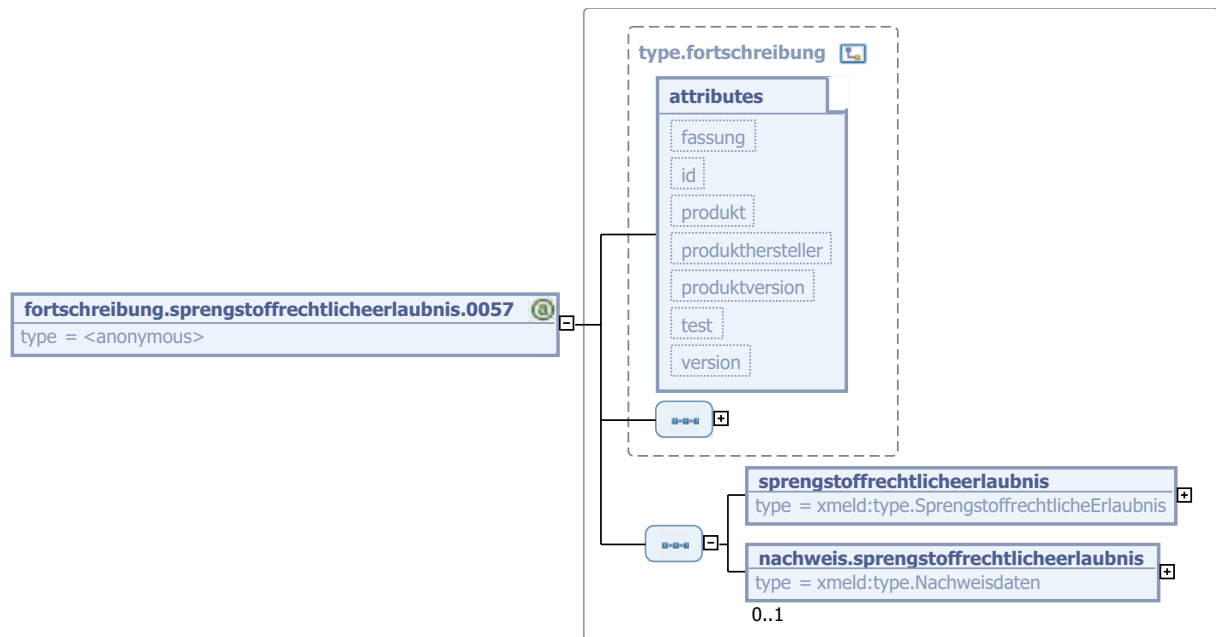 type.fortschreibung
attributes
fassung
id
produkt
produkthersteller
produktversion
test
version
fortschreibung.sprengstoffrechtlicheerlaubnis.0057 @
type = <anonymous>
sprengstoffrechtlicheerlaubnis
type = xmeld:type.SprengstoffrechtlicheErlaubnis
nachweis.sprengstoffrechtlicheerlaubnis
type = xmeld:type.Nachweisdaten
0..1